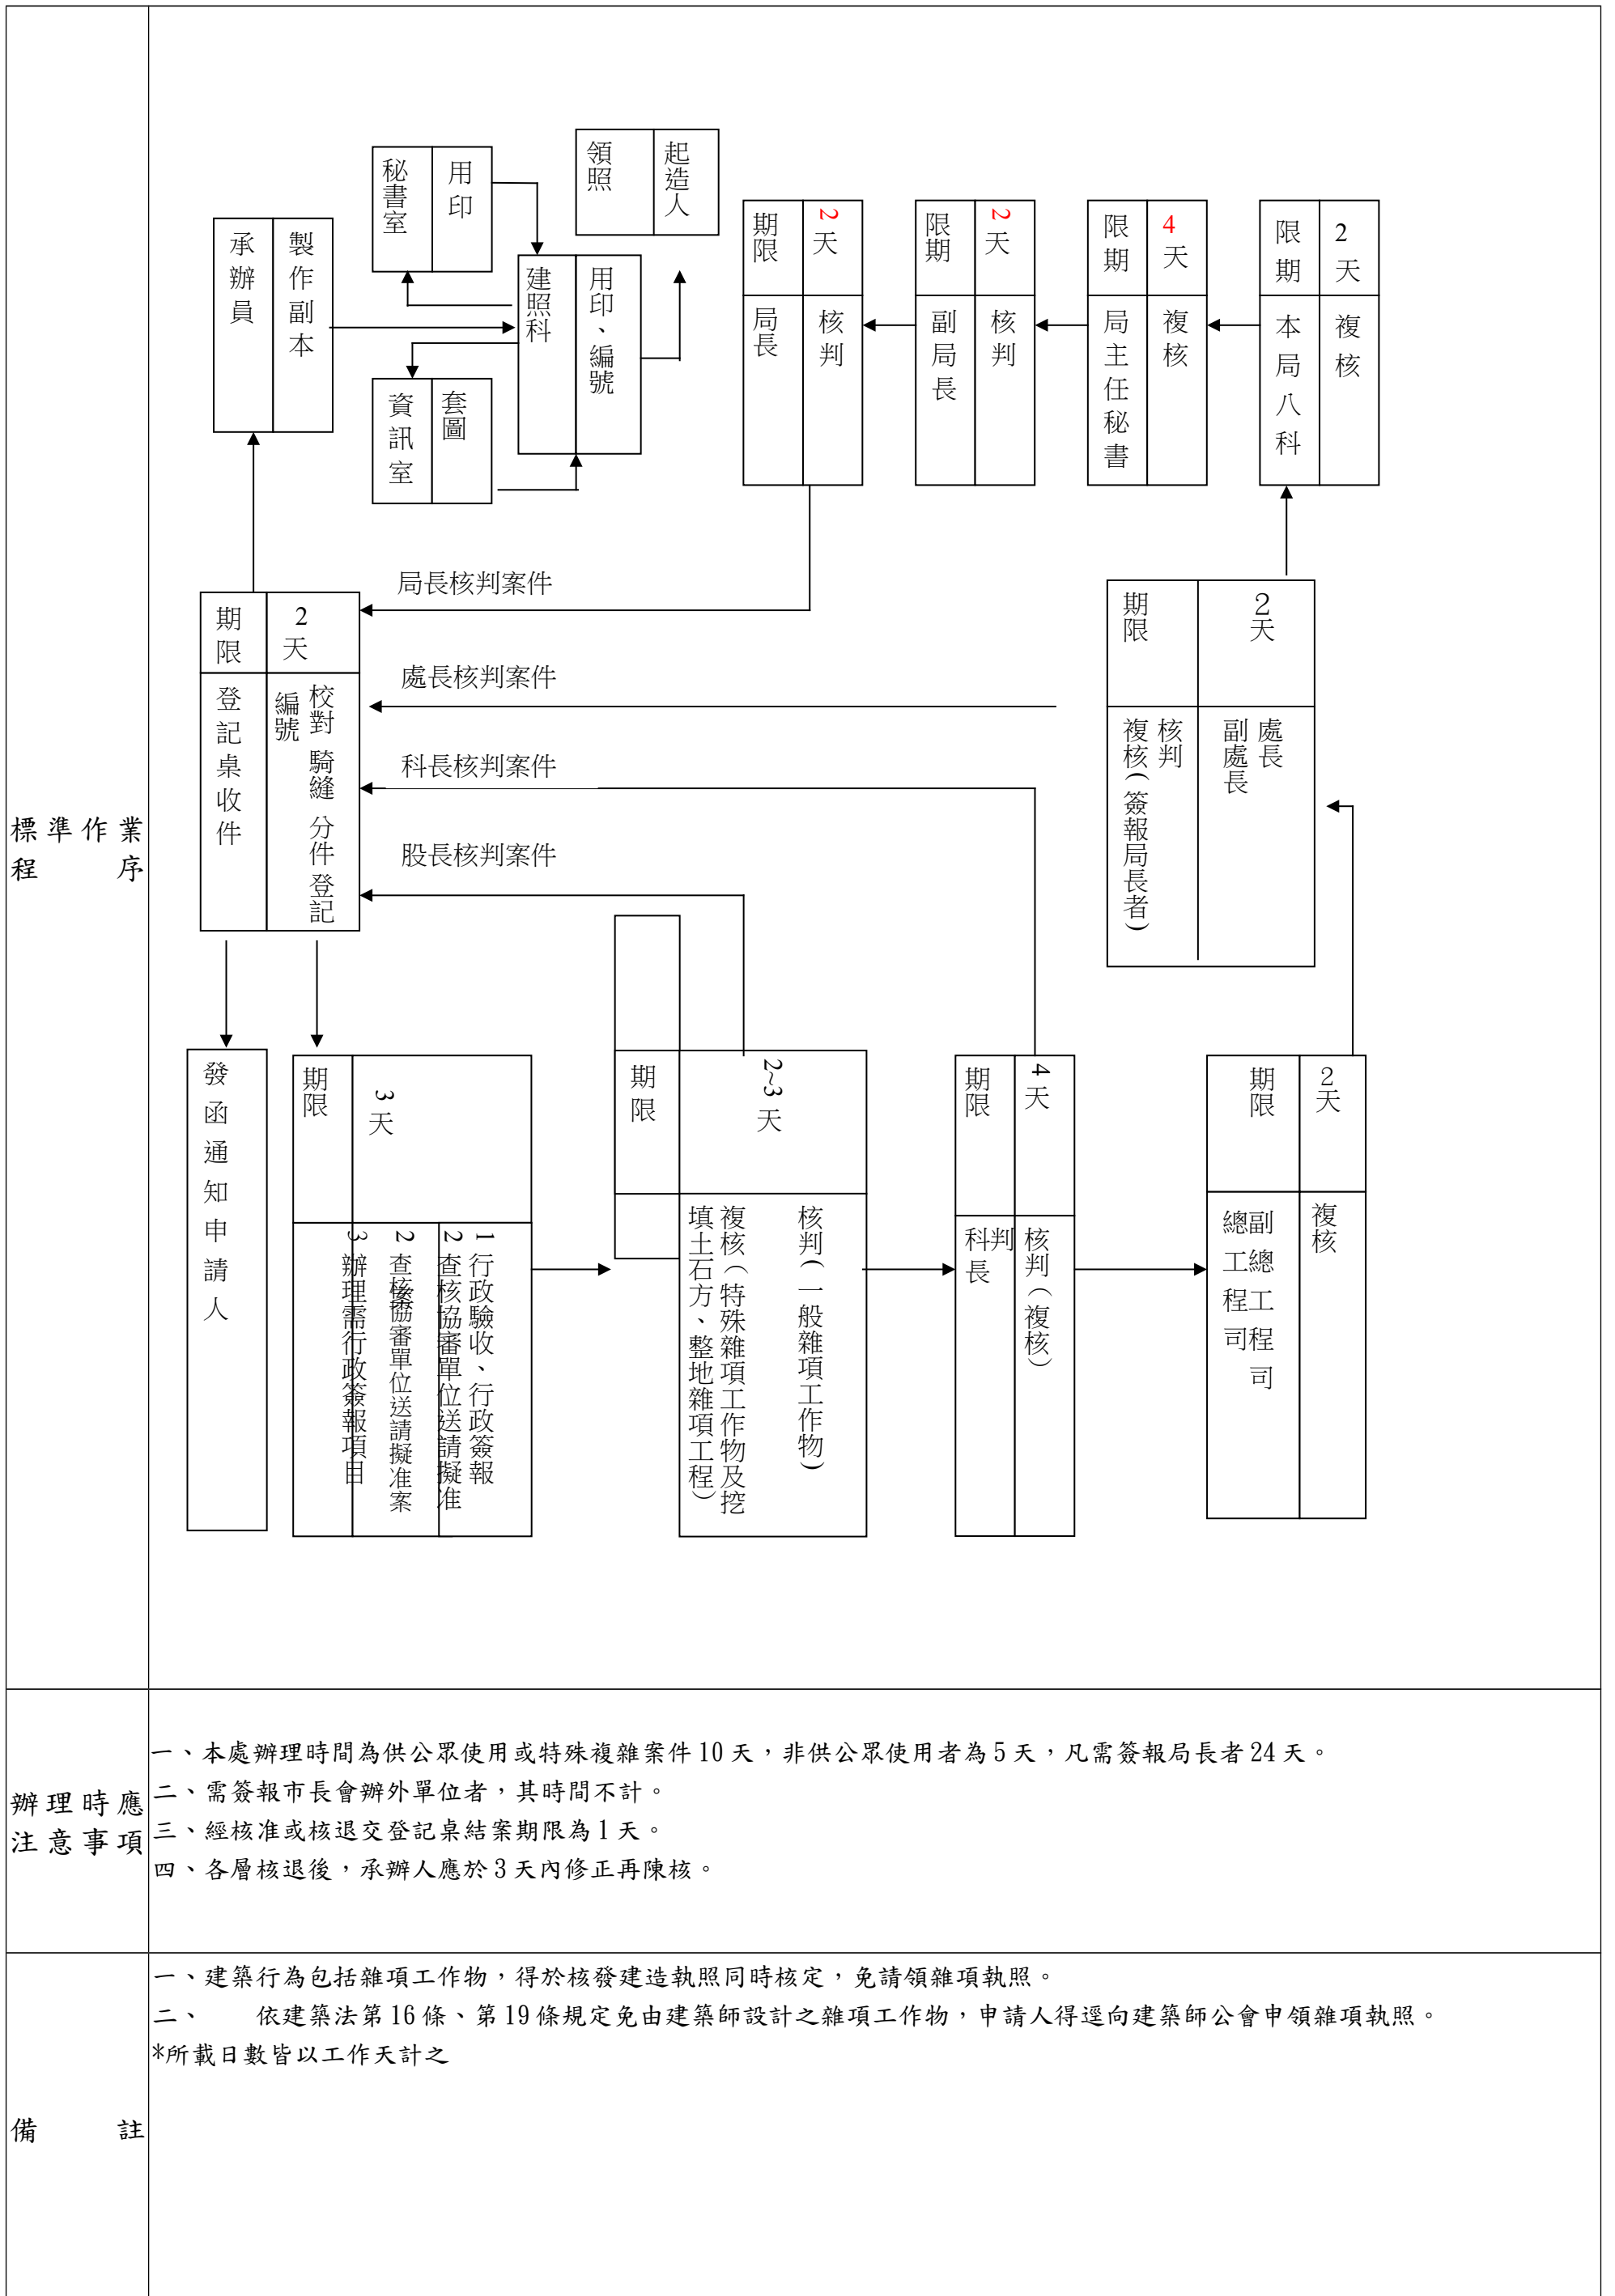 標準作業
程序
秘書室
用印
領照
起造人
承辦員
製作副本
建照科
用印、編號
資訊室
套圖
期限
2天
局長
核判
限期
2天
副局長
核判
限期
4天
局主任秘書
複核
限期
2天
本局八科
複核
局長核判案件
處長核判案件
科長核判案件
股長核判案件
期限
2天
登記桌收件
校對 騎縫 分件 登記
編號
期限
2天
處長
副處長
核判
複核(簽報局長者)
發函通知申請人
期限
3天
1 行政驗收、行政簽報
2 查核協審單位送請擬准
案
2 查核協審單位送請擬准案
3 辦理需行政簽報項目
期限
2~3天
核判(一般雜項工作物)
複核(特殊雜項工作物及挖
填土石方、整地雜項工程)
期限
4天
判
科長
核判(複核)
期限
2天
副總工程司
總工程司
複核
辦理時應
注意事項
一、本處辦理時間為供公眾使用或特殊複雜案件10天，非供公眾使用者為5天，凡需簽報局長者24天。
二、需簽報市長會辦外單位者，其時間不計。
三、經核准或核退交登記桌結案期限為1天。
四、各層核退後，承辦人應於3天內修正再陳核。
備註
一、建築行為包括雜項工作物，得於核發建造執照同時核定，免請領雜項執照。
二、 依建築法第16條、第19條規定免由建築師設計之雜項工作物，申請人得逕向建築師公會申領雜項執照。
*所載日數皆以工作天計之